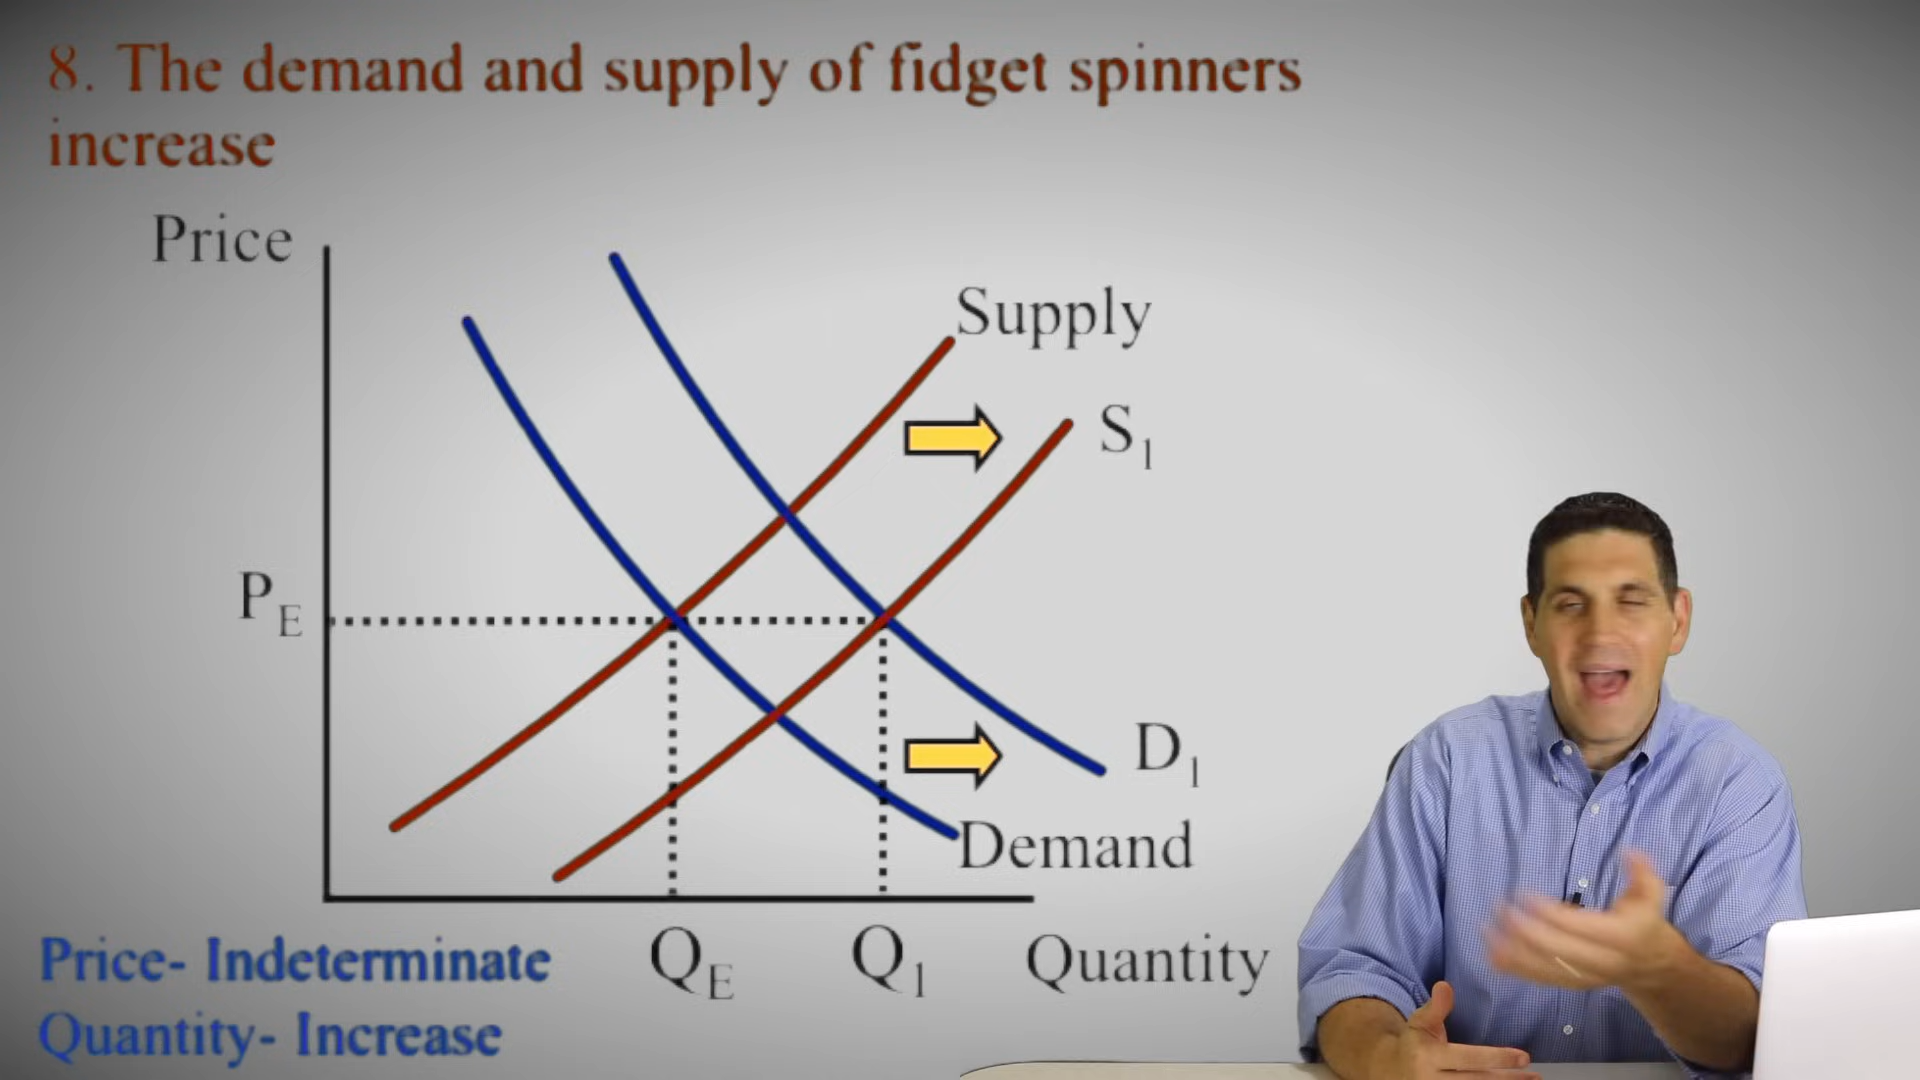 8. The demand and supply of fidget spinners
increase
Price
Supply
S1
PE
D1
Demand
QE
Q1
Quantity
Price- Indeterminate
Quantity- Increase